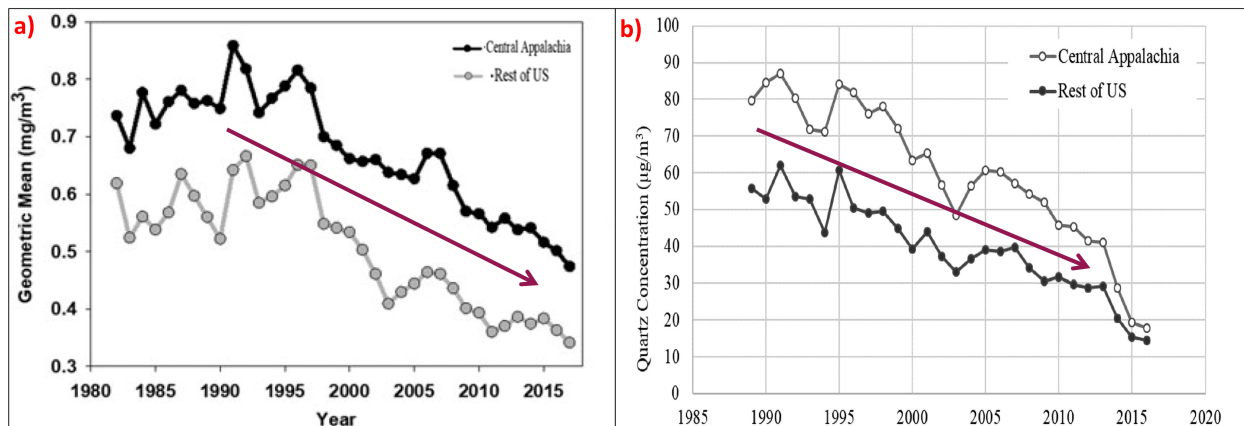 a)
Geometric Mean (mg/m³)
0.9
0.8
0.7
0.6
0.5
0.4
0.3
Central Appalachia
Rest of US
1980 1985 1990 1995 2000 2005 2010 2015
Year
b)
Quartz Concentration (µg/m³)
100
90
80
70
60
50
40
30
20
10
0
Central Appalachia
Rest of US
1985 1990 1995 2000 2005 2010 2015 2020